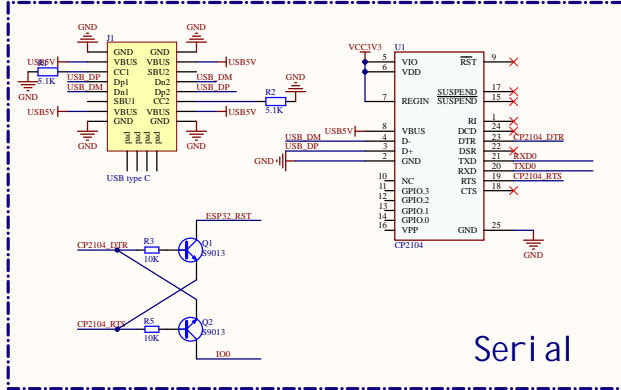 GND
GND
J1
GND GND
USB5V VBUS VBUS USB5V
CC1 SBU2
5.1K USB_DP Dp1 Dn2 USB_DM
GND USB_DM Dn1 Dp2 USB_DP
SBU1 CC2 R2 5.1K GND
USB5V VBUS VBUS USB5V
GND GND
GND GND
pad pad pad pad
USB type C
VCC3V3
U1
5 VIO RST 9
6 VDD
SUSPEND 17
7 REGIN SUSPEND 15
RI 1
USB5V 8 VBUS DCD 24
USB_DM 4 D- DTR 23 CP2104_DTR
USB_DP 3 D+ DSR 22
GND 2 GND TXD 21 RXD0
RXD 20 TXD0
10 NC RTS 19 CP2104_RTS
11 GPIO.3 CTS 18
12 GPIO.2
13 GPIO.1
14 GPIO.0
16 VPP GND 25
CP2104
GND
ESP32_RST
CP2104_DTR R3 10K Q1 S9013
CP2104_RTS R5 10K Q2 S9013
IO0
Serial